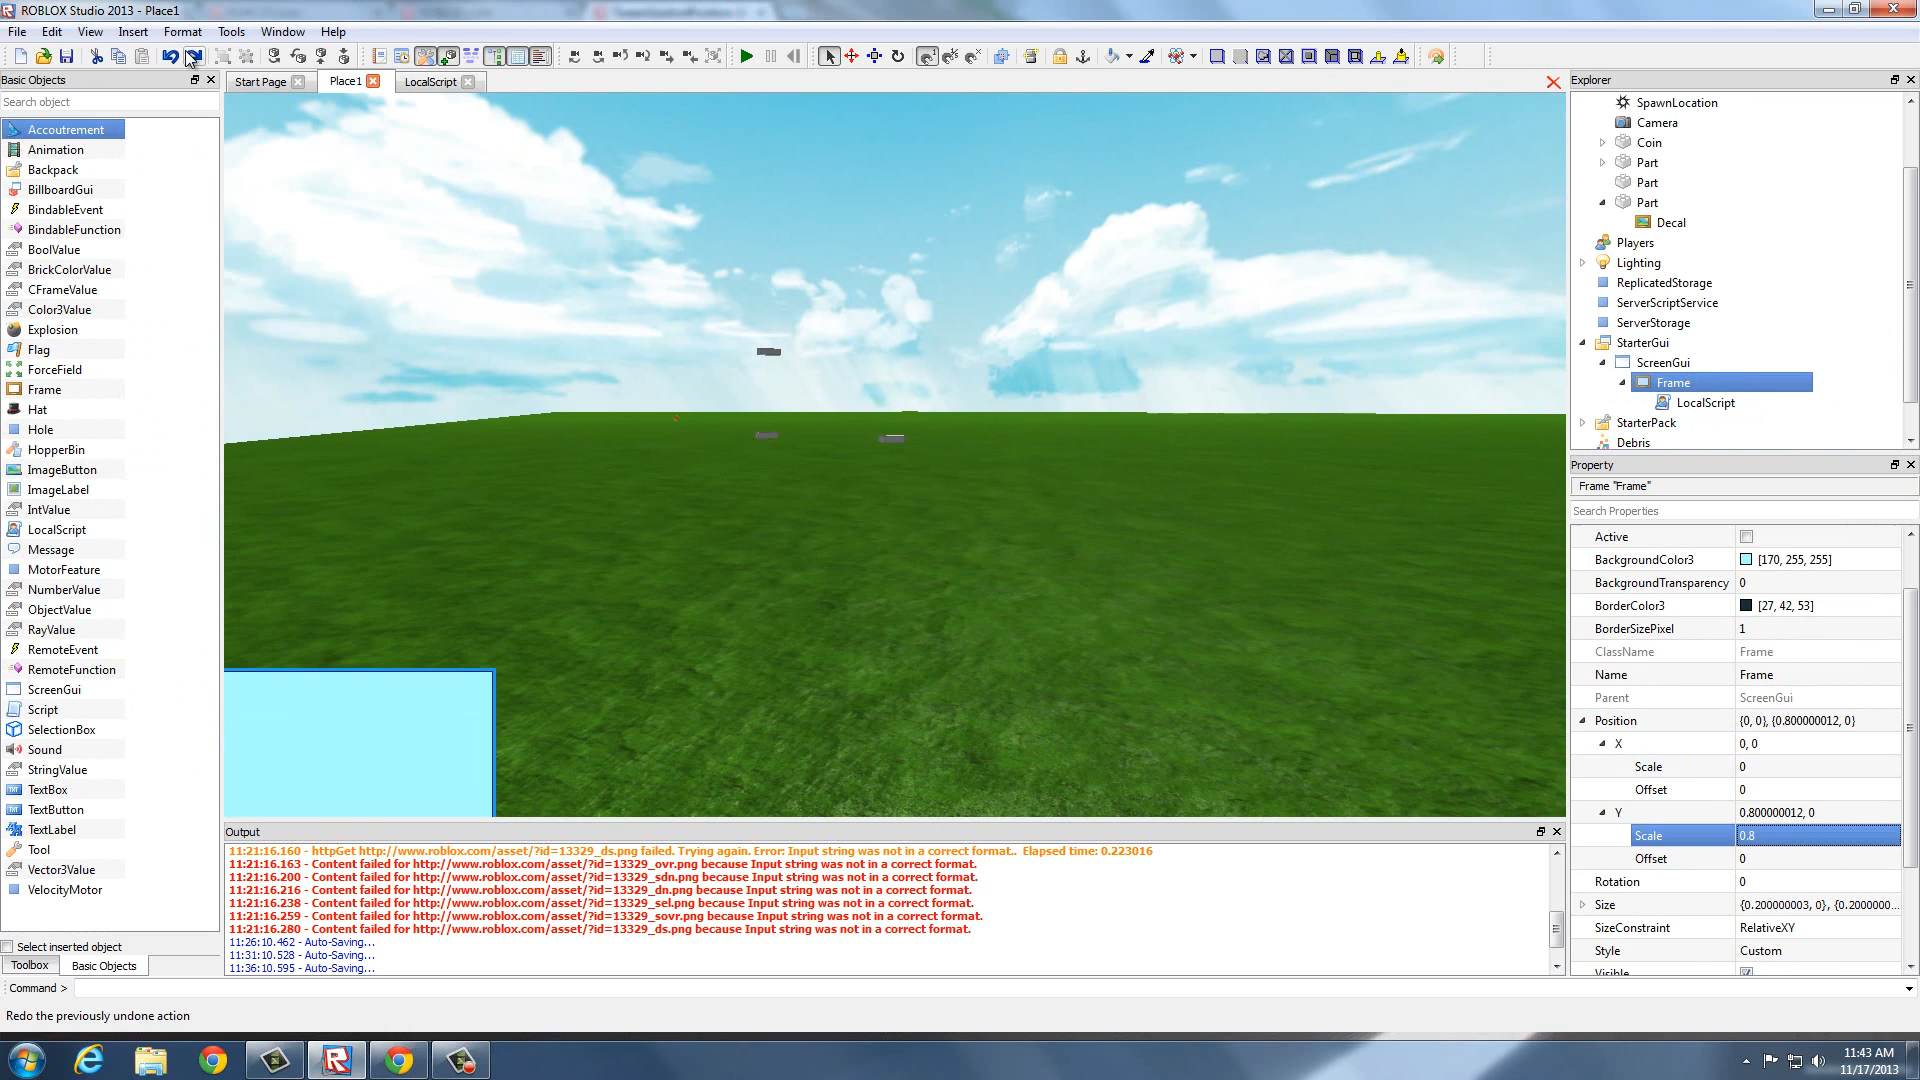 ROBLOX Studio 2013 - Place1
File Edit View Insert Format Tools Window Help
Basic Objects
Search object
Accoutrement
Animation
Backpack
BillboardGui
BindableEvent
BindableFunction
BoolValue
BrickColorValue
CFrameValue
Color3Value
Explosion
Flag
ForceField
Frame
Hat
Hole
HopperBin
ImageButton
ImageLabel
IntValue
LocalScript
Message
MotorFeature
NumberValue
ObjectValue
RayValue
RemoteEvent
RemoteFunction
ScreenGui
Script
SelectionBox
Sound
StringValue
TextBox
TextButton
TextLabel
Tool
Vector3Value
VelocityMotor
Select inserted object
Toolbox Basic Objects
Start Page Place1 LocalScript
Output
11:21:16.160 - httpGet http://www.roblox.com/asset/?id=13329_ds.png failed. Trying again. Error: Input string was not in a correct format.. Elapsed time: 0.223016
11:21:16.163 - Content failed for http://www.roblox.com/asset/?id=13329_ovr.png because Input string was not in a correct format.
11:21:16.200 - Content failed for http://www.roblox.com/asset/?id=13329_sdn.png because Input string was not in a correct format.
11:21:16.216 - Content failed for http://www.roblox.com/asset/?id=13329_dn.png because Input string was not in a correct format.
11:21:16.238 - Content failed for http://www.roblox.com/asset/?id=13329_sel.png because Input string was not in a correct format.
11:21:16.259 - Content failed for http://www.roblox.com/asset/?id=13329_sovr.png because Input string was not in a correct format.
11:21:16.280 - Content failed for http://www.roblox.com/asset/?id=13329_ds.png because Input string was not in a correct format.
11:26:10.462 - Auto-Saving...
11:31:10.528 - Auto-Saving...
11:36:10.595 - Auto-Saving...
Explorer
SpawnLocation
Camera
Coin
Part
Part
Part
Decal
Players
Lighting
ReplicatedStorage
ServerScriptService
ServerStorage
StarterGui
ScreenGui
Frame
LocalScript
StarterPack
Debris
Property
Frame "Frame"
Search Properties
Active
BackgroundColor3 [170, 255, 255]
BackgroundTransparency 0
BorderColor3 [27, 42, 53]
BorderSizePixel 1
ClassName Frame
Name Frame
Parent ScreenGui
Position {0, 0}, {0.800000012, 0}
X 0, 0
Scale 0
Offset 0
Y 0.800000012, 0
Scale 0.8
Offset 0
Rotation 0
Size {0.200000003, 0}, {0.2000000...
SizeConstraint RelativeXY
Style Custom
Visible
Command >
Redo the previously undone action
11:43 AM
11/17/2013